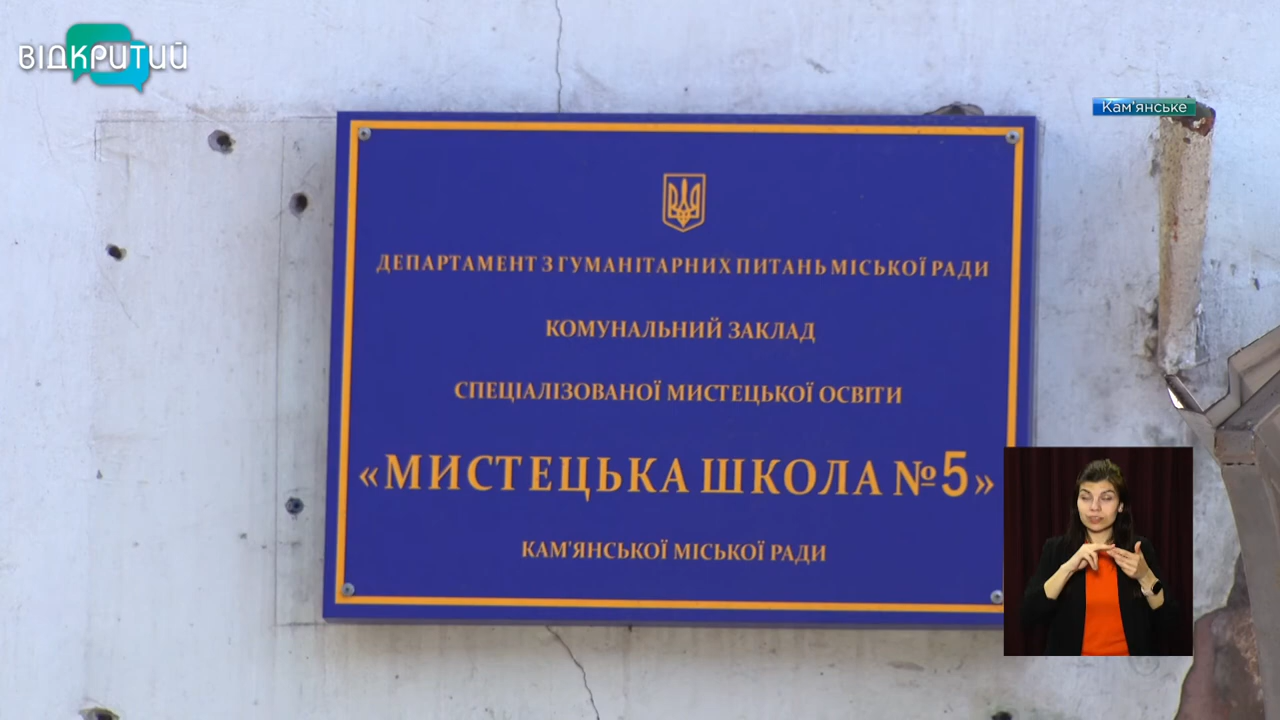 ВІДКРИТИЙ
Кам'янське
ДЕПАРТАМЕНТ З ГУМАНІТАРНИХ ПИТАНЬ МІСЬКОЇ РАДИ
КОМУНАЛЬНИЙ ЗАКЛАД
СПЕЦІАЛІЗОВАНОЇ МИСТЕЦЬКОЇ ОСВІТИ
«МИСТЕЦЬКА ШКОЛА №5»
КАМ'ЯНСЬКОЇ МІСЬКОЇ РАДИ